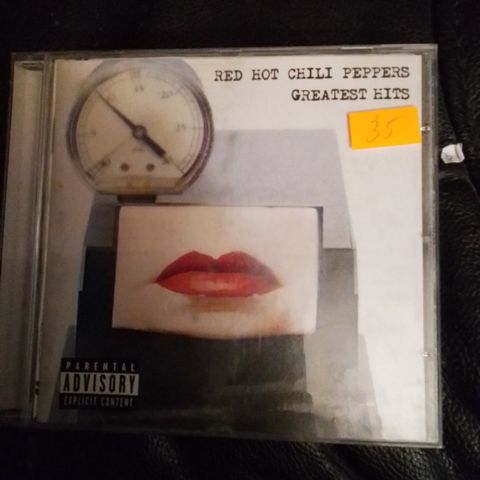 RED HOT CHILI PEPPERS
GREATEST HITS
35
PARENTAL
ADVISORY
EXPLICIT CONTENT